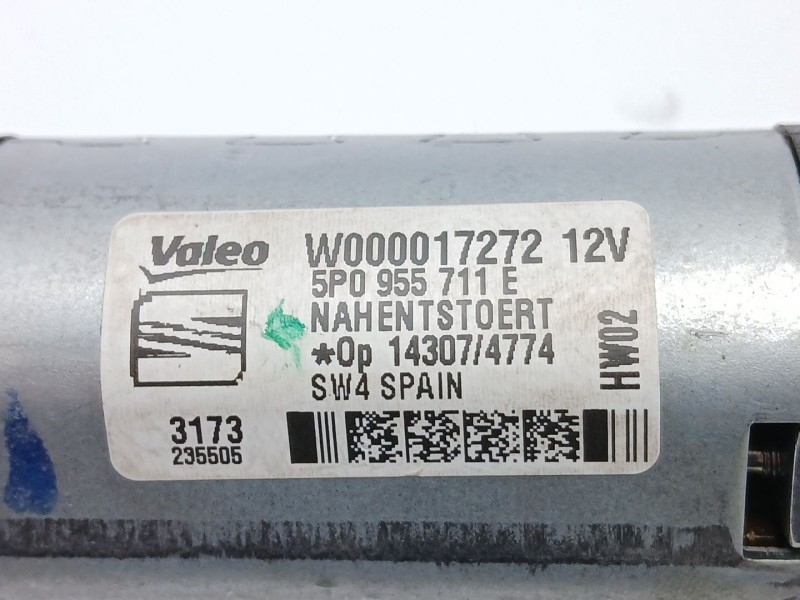 Valeo W000017272 12V
5P0 955 711 E
NAHENTSTOERT
*Op 14307/4774
SW4 SPAIN
HW02
3173
235505